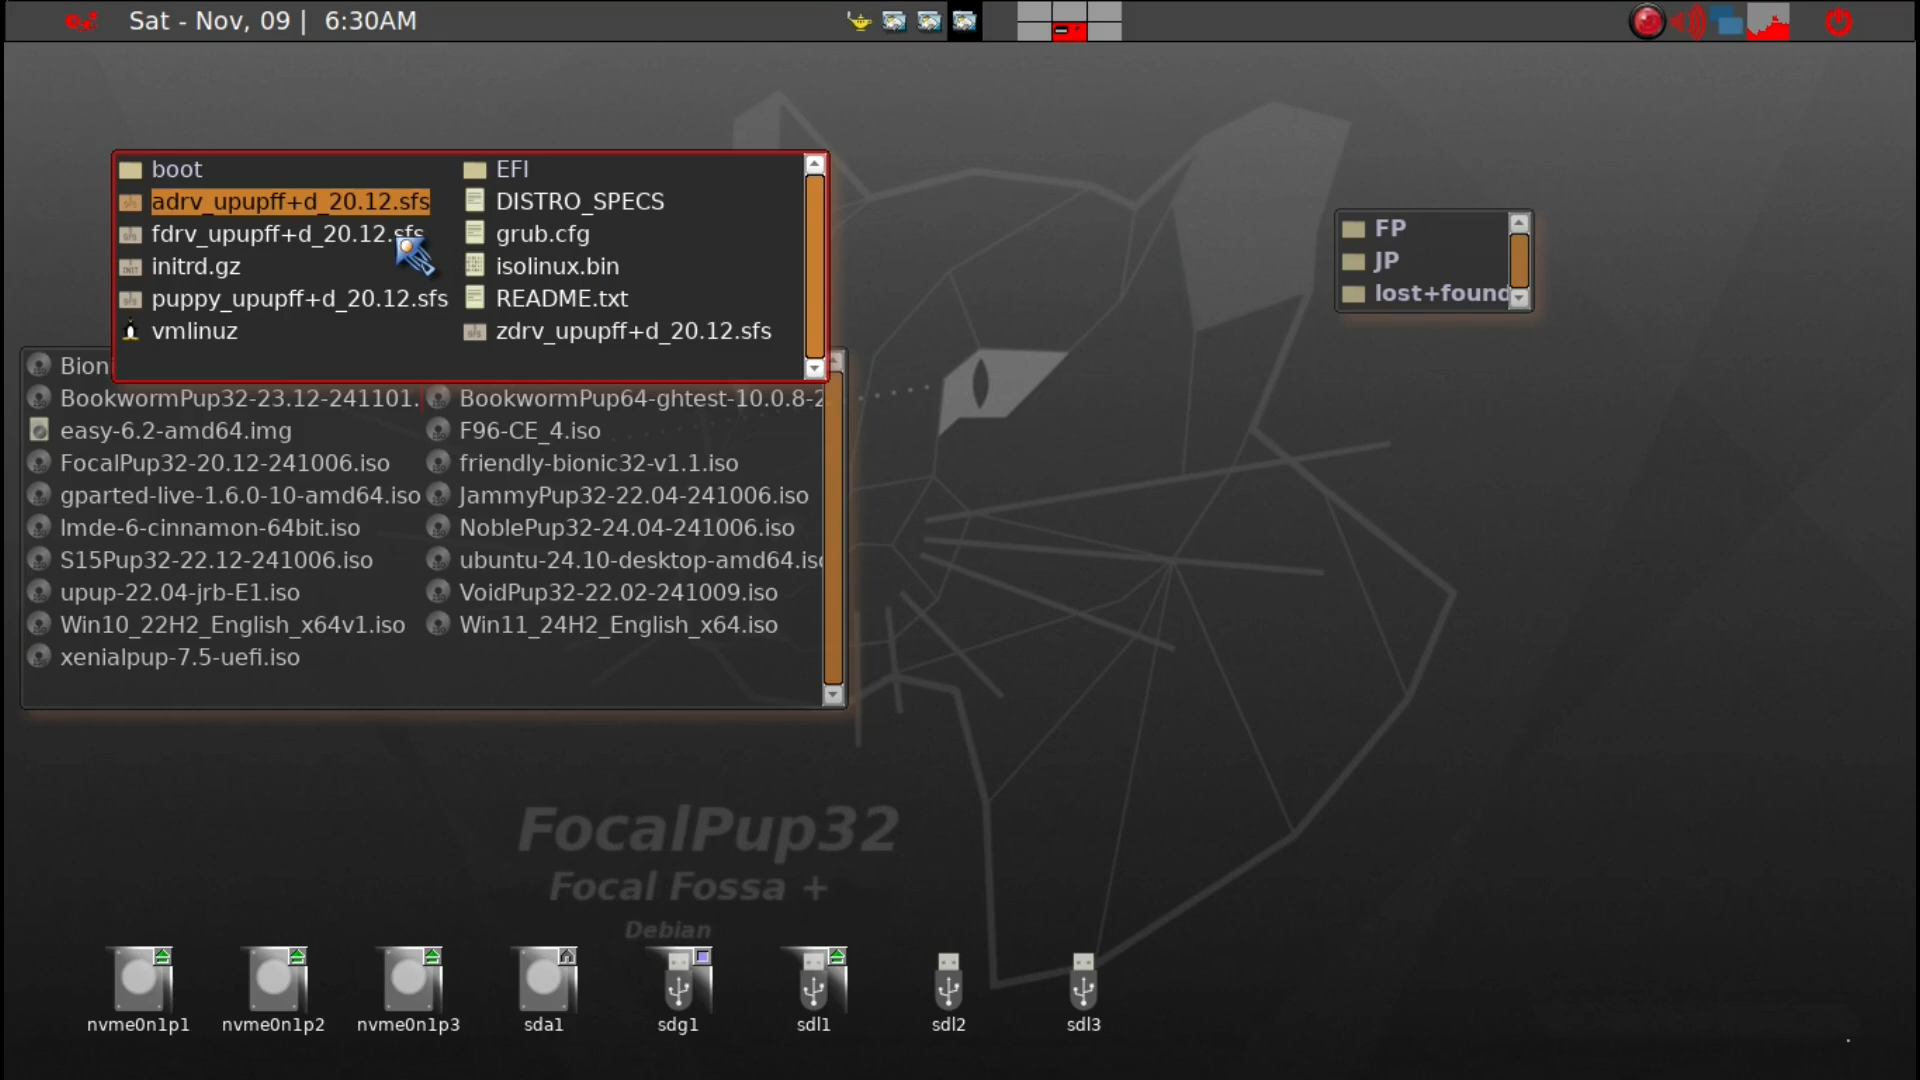 Sat - Nov, 09 | 6:30AM
boot
EFI
adrv_upupff+d_20.12.sfs
DISTRO_SPECS
fdrv_upupff+d_20.12.sfs
grub.cfg
initrd.gz
isolinux.bin
puppy_upupff+d_20.12.sfs
README.txt
vmlinuz
zdrv_upupff+d_20.12.sfs
FP
JP
lost+found
Bion
BookwormPup32-23.12-241101.
BookwormPup64-ghtest-10.0.8-2
easy-6.2-amd64.img
F96-CE_4.iso
FocalPup32-20.12-241006.iso
friendly-bionic32-v1.1.iso
gparted-live-1.6.0-10-amd64.iso
JammyPup32-22.04-241006.iso
lmde-6-cinnamon-64bit.iso
NoblePup32-24.04-241006.iso
S15Pup32-22.12-241006.iso
ubuntu-24.10-desktop-amd64.iso
upup-22.04-jrb-E1.iso
VoidPup32-22.02-241009.iso
Win10_22H2_English_x64v1.iso
Win11_24H2_English_x64.iso
xenialpup-7.5-uefi.iso
FocalPup32
Focal Fossa +
Debian
nvme0n1p1
nvme0n1p2
nvme0n1p3
sda1
sdg1
sdl1
sdl2
sdl3